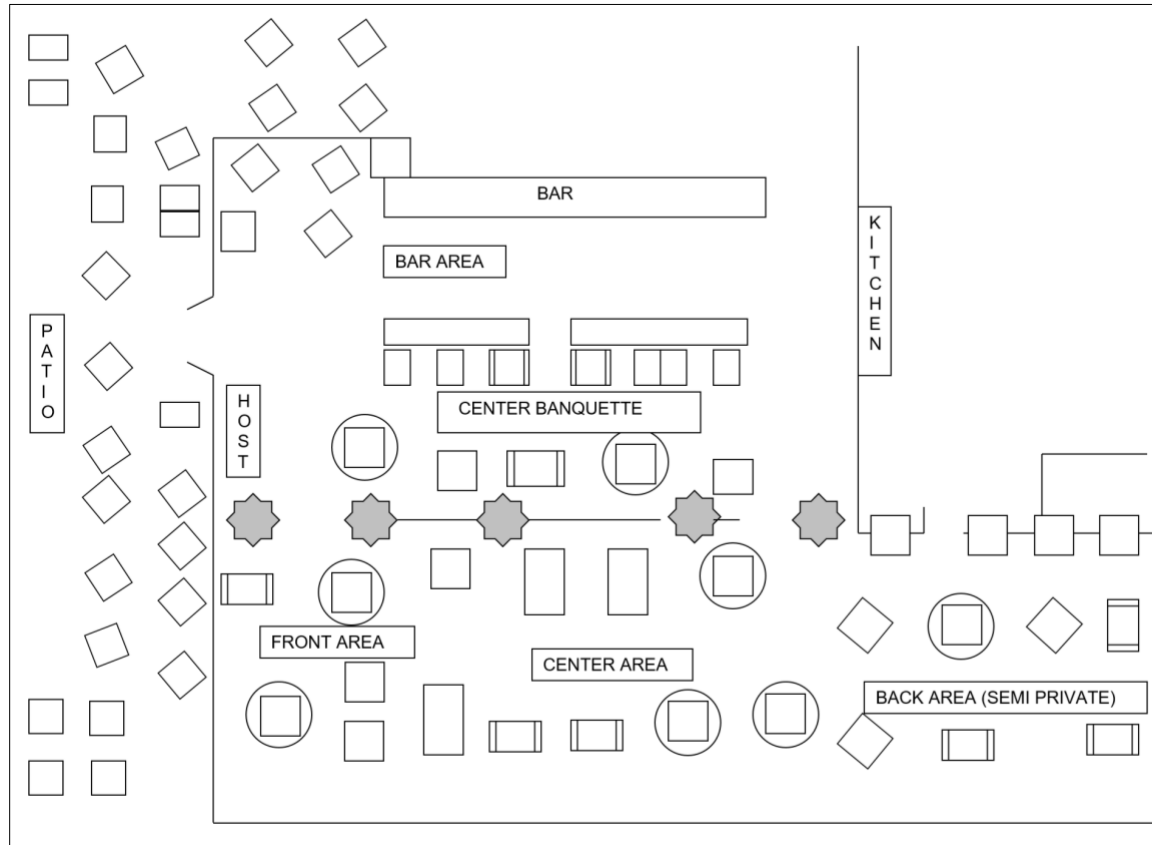 BAR
BAR AREA
KITCHEN
PATIO
HOST
CENTER BANQUETTE
FRONT AREA
CENTER AREA
BACK AREA (SEMI PRIVATE)